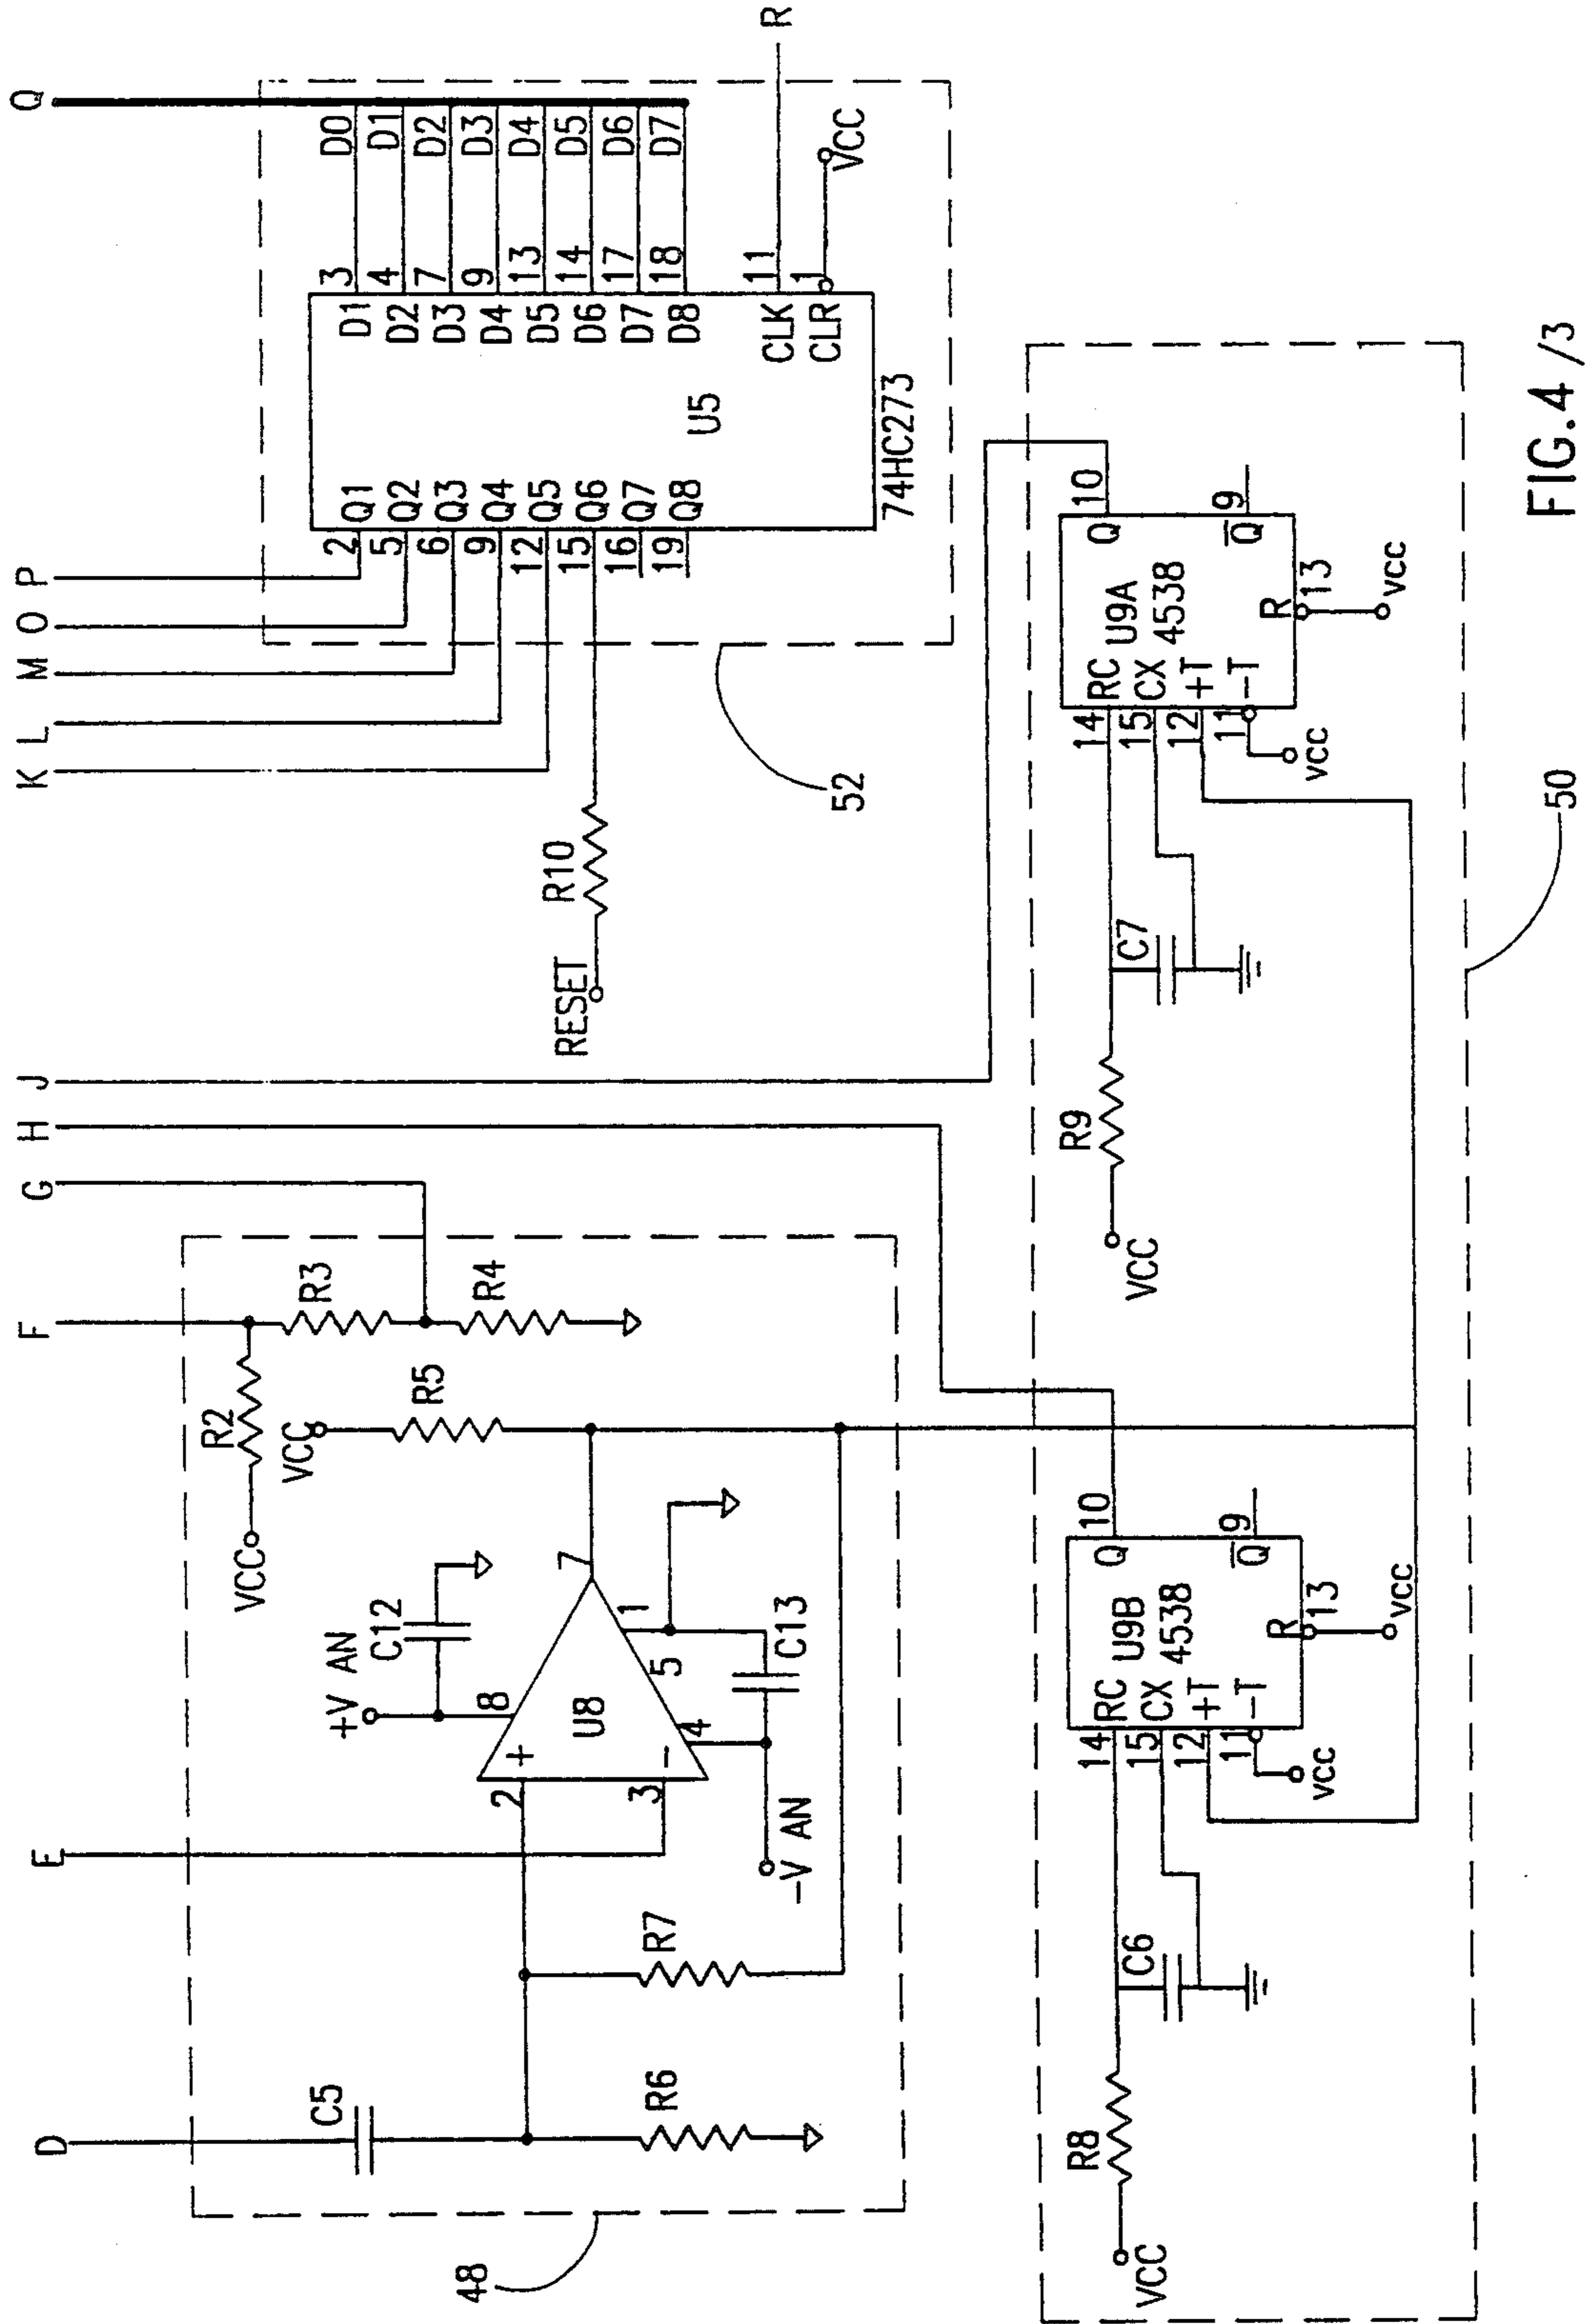 D
E
F
G
H
J
K
L
M
O
P
Q
48
C5
R6
R7
2
3
+
-
U8
8
+V AN
C12
7
1
5
4
C13
-V AN
VCC
R2
VCC
R5
R3
R4
RESET
R10
2 Q1
5 Q2
6 Q3
9 Q4
12 Q5
15 Q6
16 Q7
19 Q8
U5
74HC273
D1 3 D0
D2 4 D1
D3 7 D2
D4 9 D3
D5 13 D4
D6 14 D5
D7 17 D6
D8 18 D7
CLK 11
R
CLR 1
VCC
52
VCC
R8
C6
14 RC
15 CX
12 +T
11 -T
VCC
U9B
4538
Q 10
Q̅ 9
R 13
VCC
VCC
R9
C7
14 RC
15 CX
12 +T
11 -T
VCC
U9A
4538
Q 10
Q̅ 9
R 13
VCC
50
FIG.4 /3